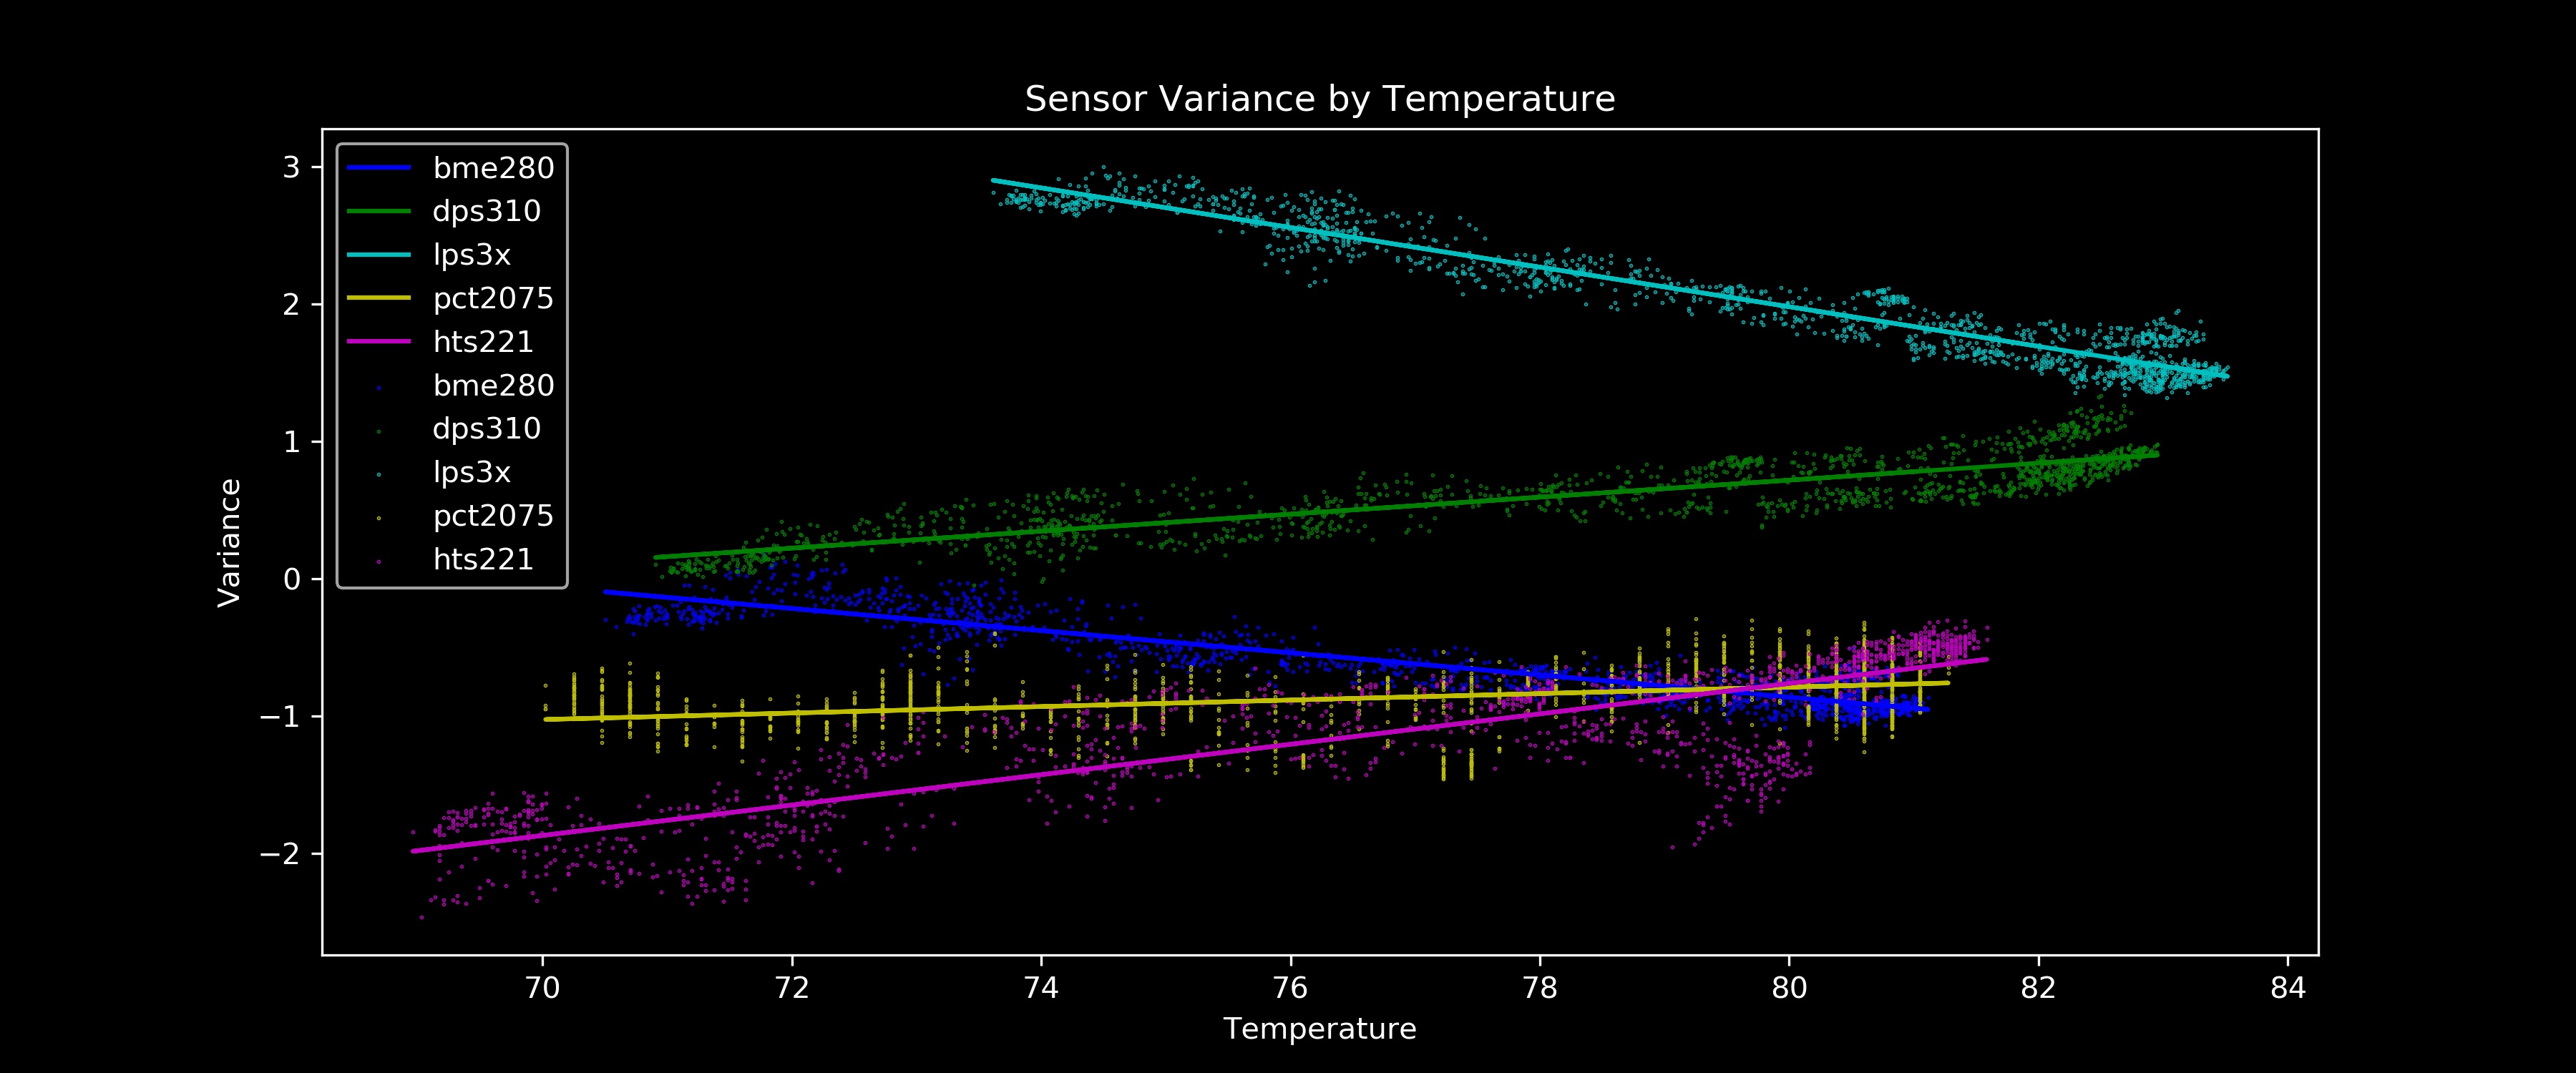 Sensor Variance by Temperature
bme280
dps310
lps3x
pct2075
hts221
bme280
dps310
lps3x
pct2075
hts221
3
2
1
0
−1
−2
Variance
70 72 74 76 78 80 82 84
Temperature